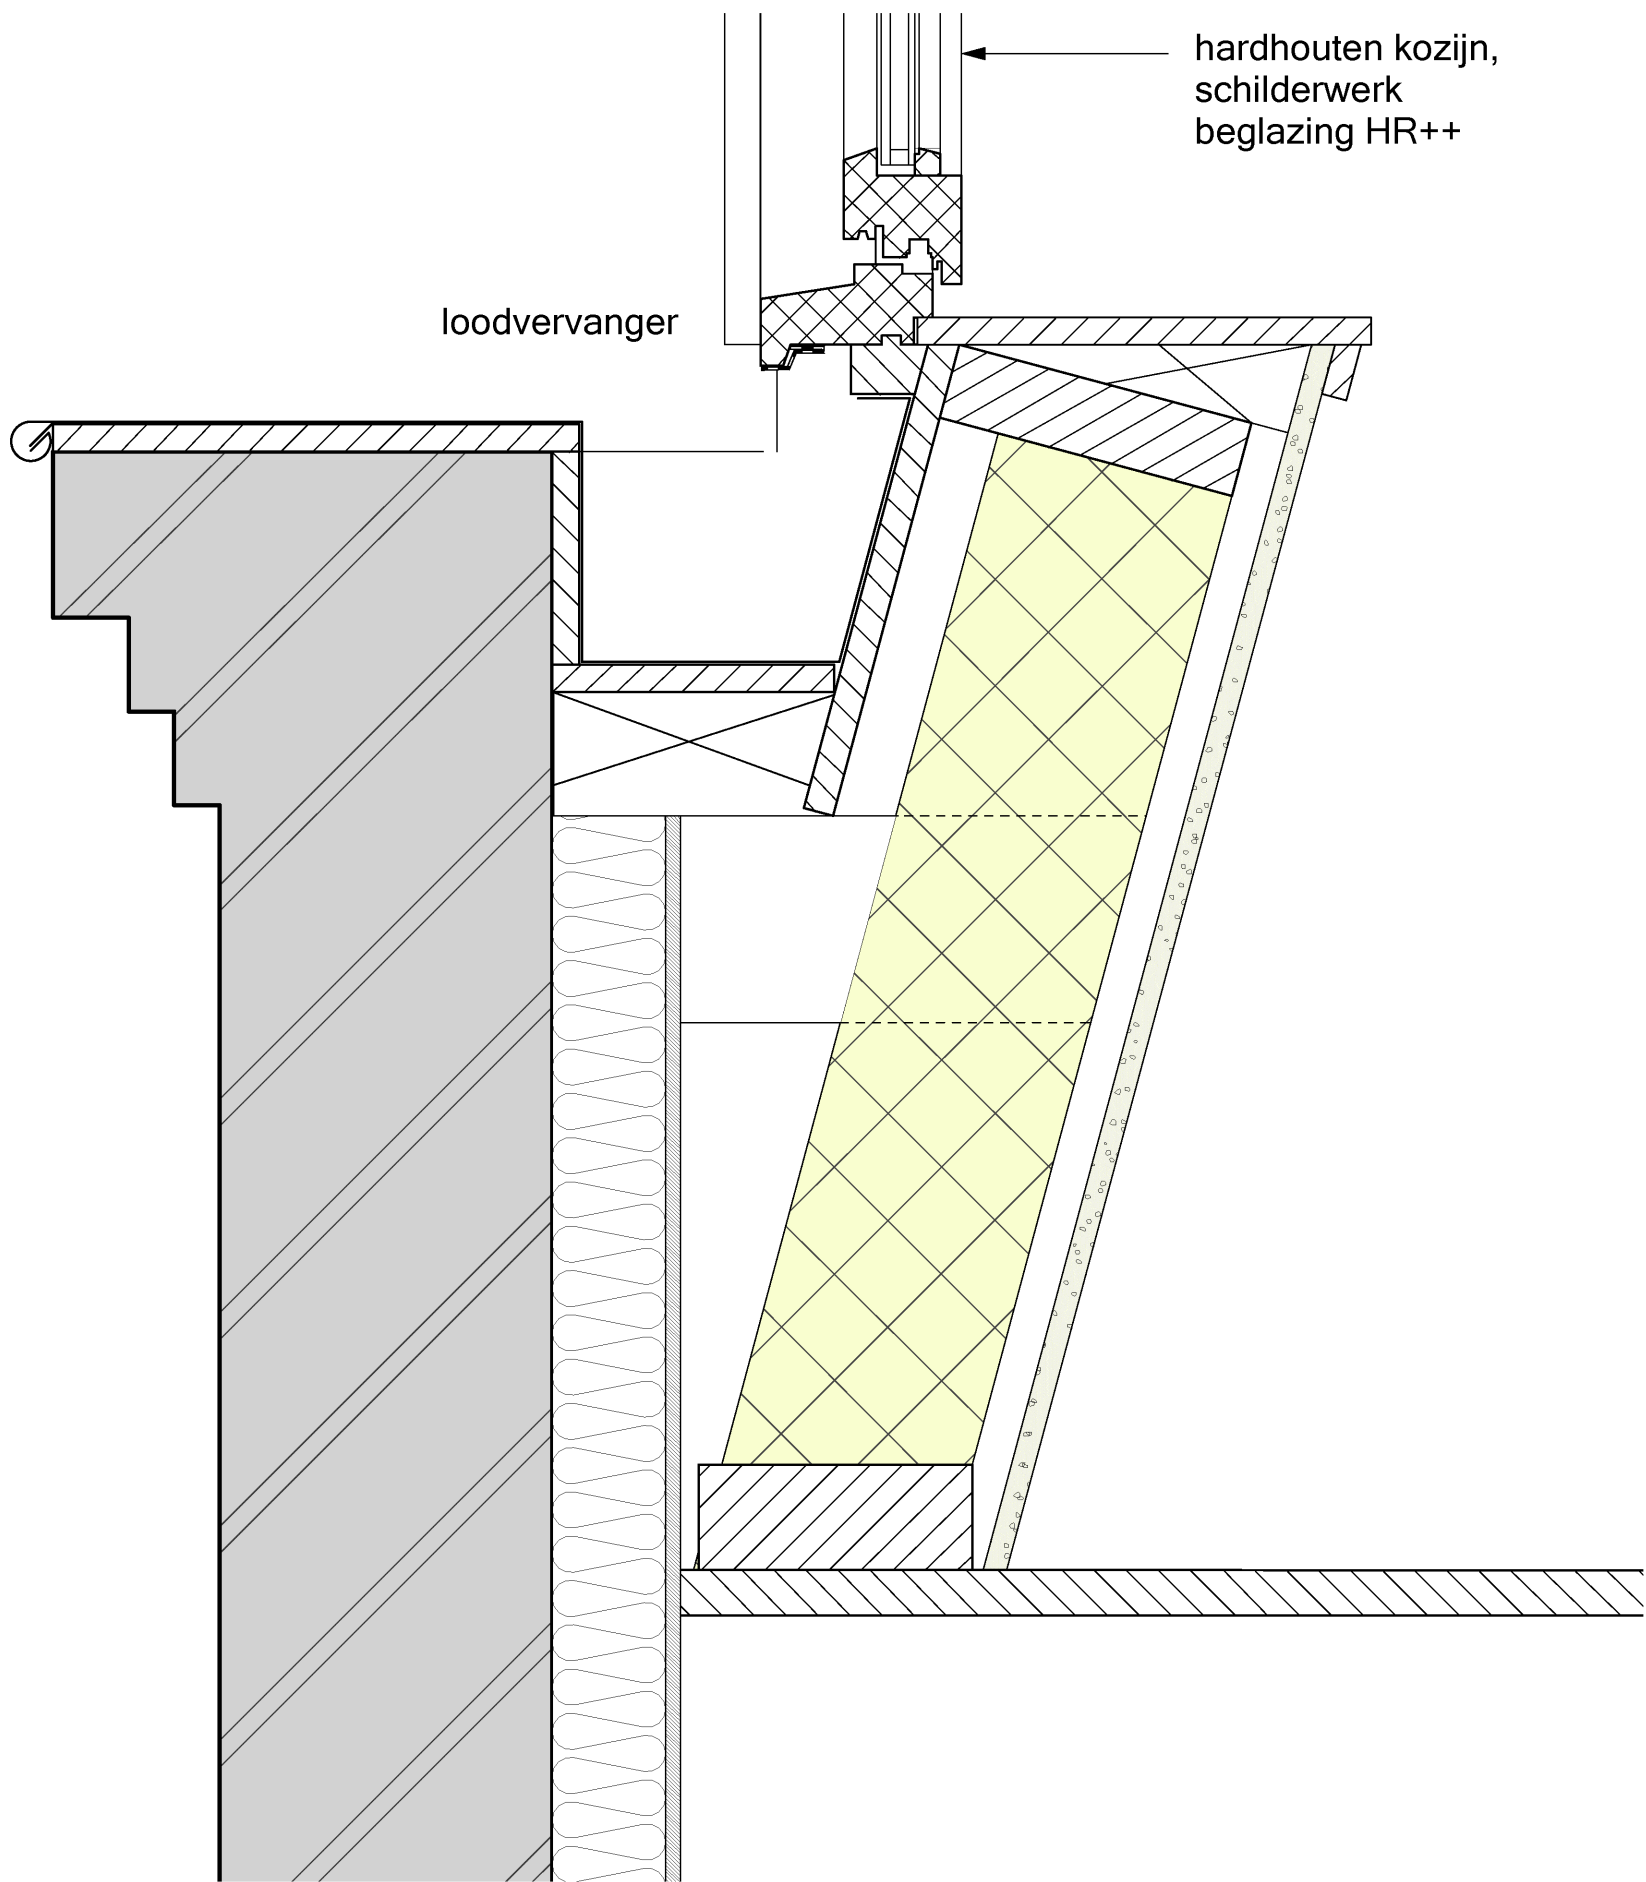 hardhouten kozijn,
schilderwerk
beglazing HR++
loodvervanger